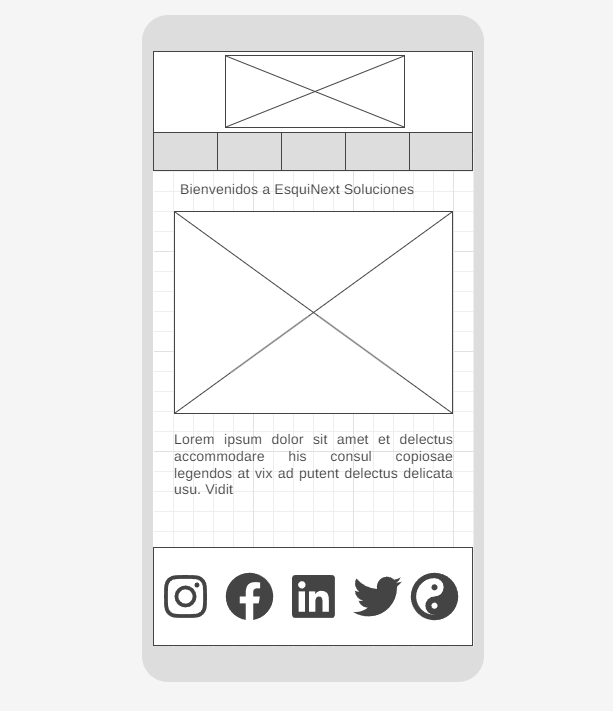 Bienvenidos a EsquiNext Soluciones
Lorem ipsum dolor sit amet et delectus
accommodare his consul copiosae
legendos at vix ad putent delectus delicata
usu. Vidit